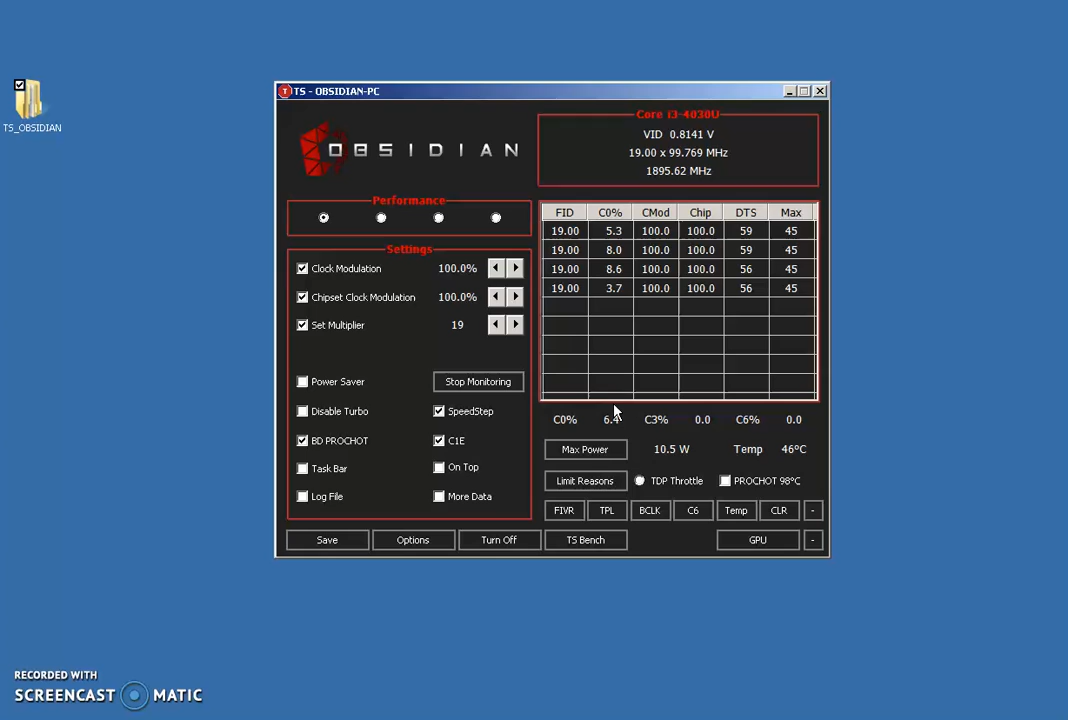 TS_OBSIDIAN
TS - OBSIDIAN-PC
OBSIDIAN
Core i3-4030U
VID 0.8141 V
19.00 x 99.769 MHz
1895.62 MHz
Performance
Settings
Clock Modulation 100.0%
Chipset Clock Modulation 100.0%
Set Multiplier 19
Power Saver Stop Monitoring
Disable Turbo SpeedStep
BD PROCHOT C1E
Task Bar On Top
Log File More Data
FID C0% CMod Chip DTS Max
19.00 5.3 100.0 100.0 59 45
19.00 8.0 100.0 100.0 59 45
19.00 8.6 100.0 100.0 56 45
19.00 3.7 100.0 100.0 56 45
C0% 6.4 C3% 0.0 C6% 0.0
Max Power 10.5 W Temp 46°C
Limit Reasons TDP Throttle PROCHOT 98°C
FIVR TPL BCLK C6 Temp CLR -
Save Options Turn Off TS Bench GPU -
RECORDED WITH
SCREENCAST MATIC